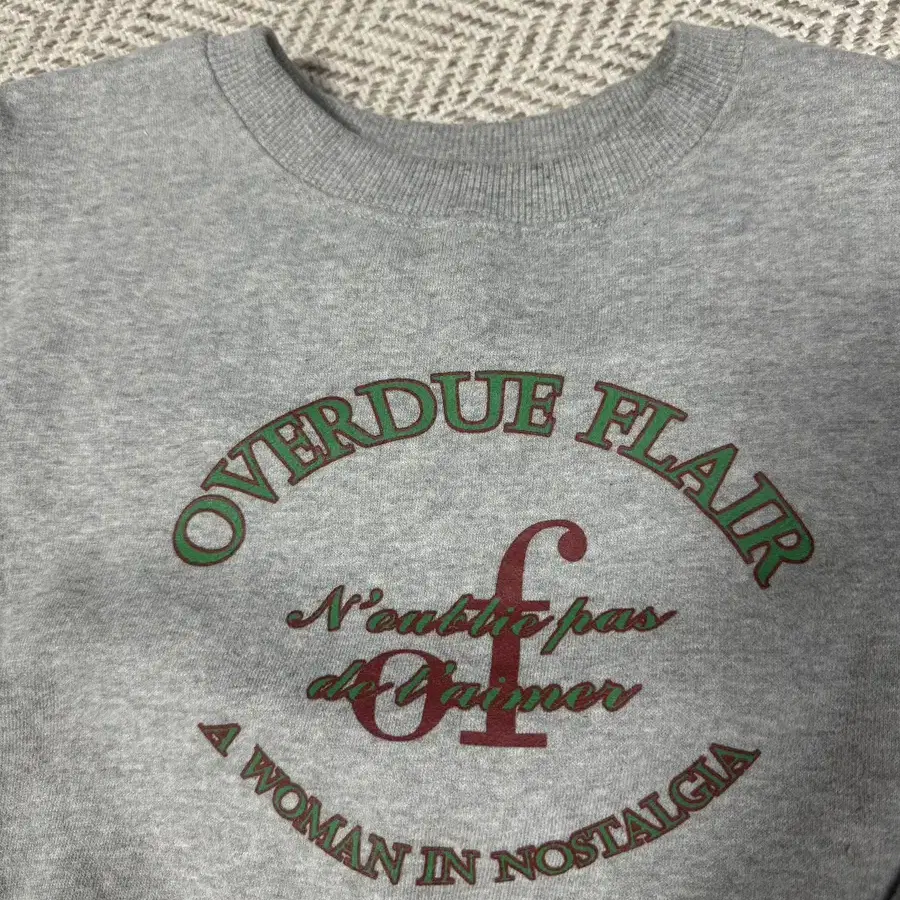 OVERDUE FLAIR
of
N'oublie pas
de t'aimer
A WOMAN IN NOSTALGIA